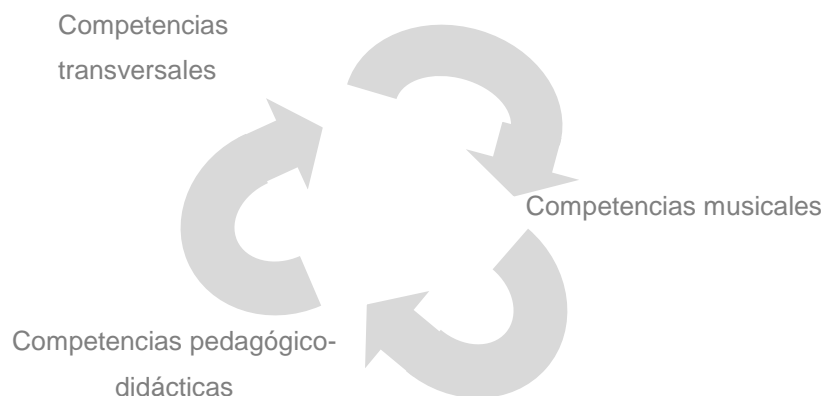 Competencias
transversales
Competencias musicales
Competencias pedagógico-
didácticas